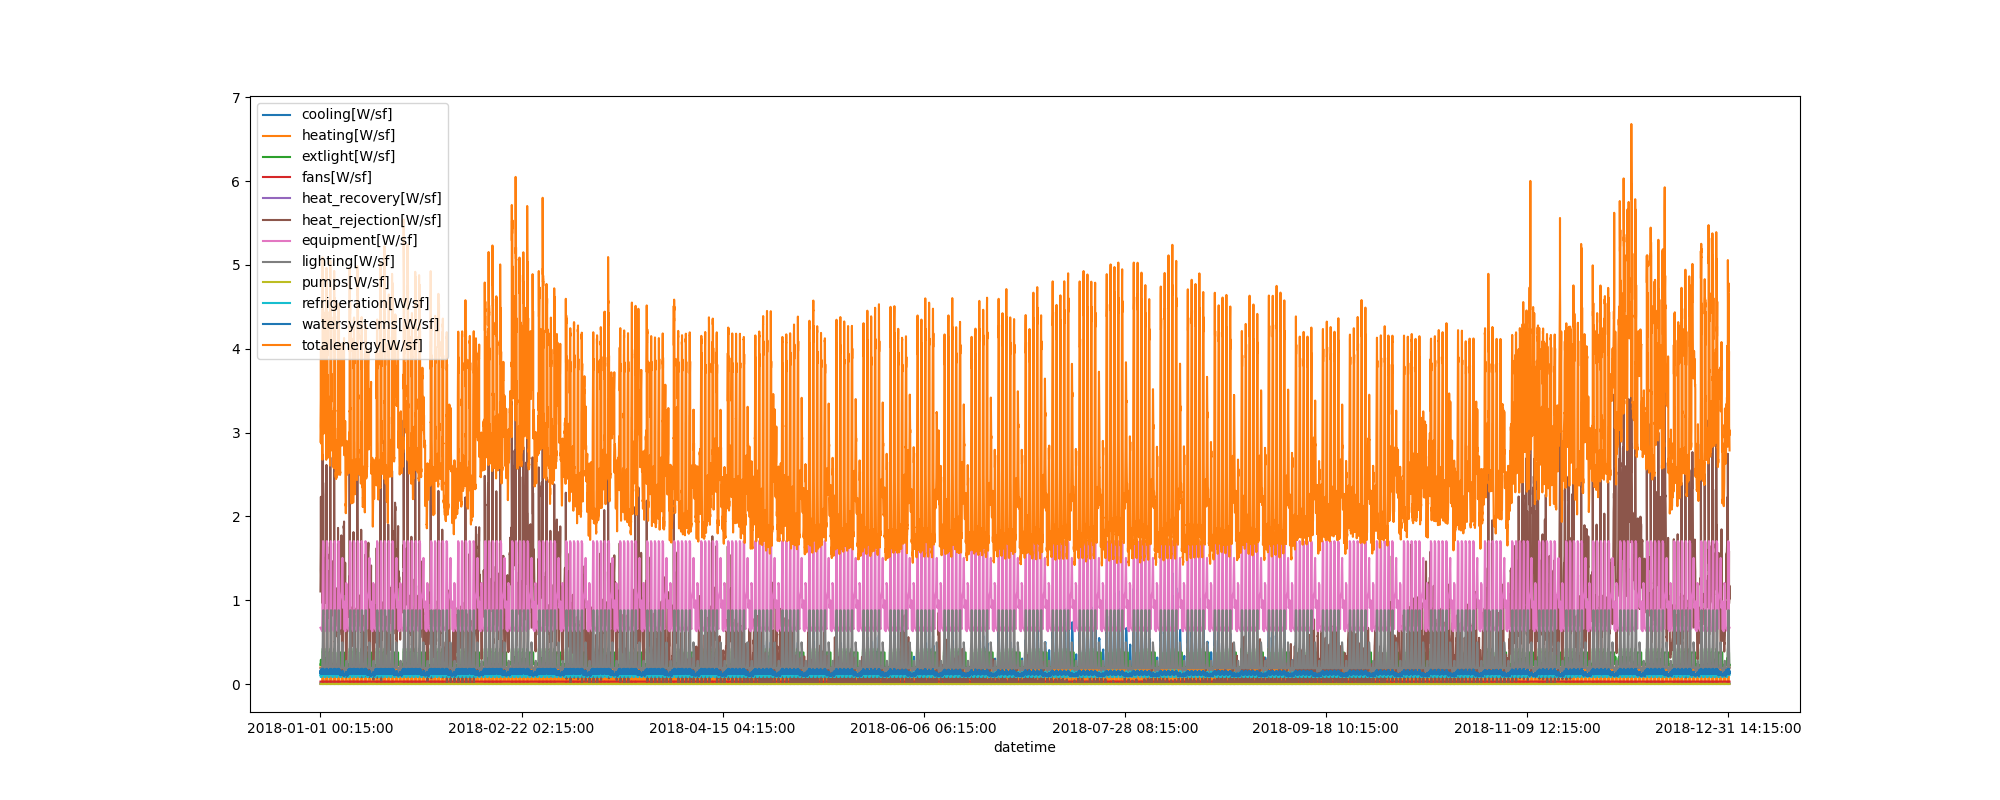 7
6
5
4
3
2
1
0
cooling[W/sf]
heating[W/sf]
extlight[W/sf]
fans[W/sf]
heat_recovery[W/sf]
heat_rejection[W/sf]
equipment[W/sf]
lighting[W/sf]
pumps[W/sf]
refrigeration[W/sf]
watersystems[W/sf]
totalenergy[W/sf]
2018-01-01 00:15:00 2018-02-22 02:15:00 2018-04-15 04:15:00 2018-06-06 06:15:00 2018-07-28 08:15:00 2018-09-18 10:15:00 2018-11-09 12:15:00 2018-12-31 14:15:00
datetime